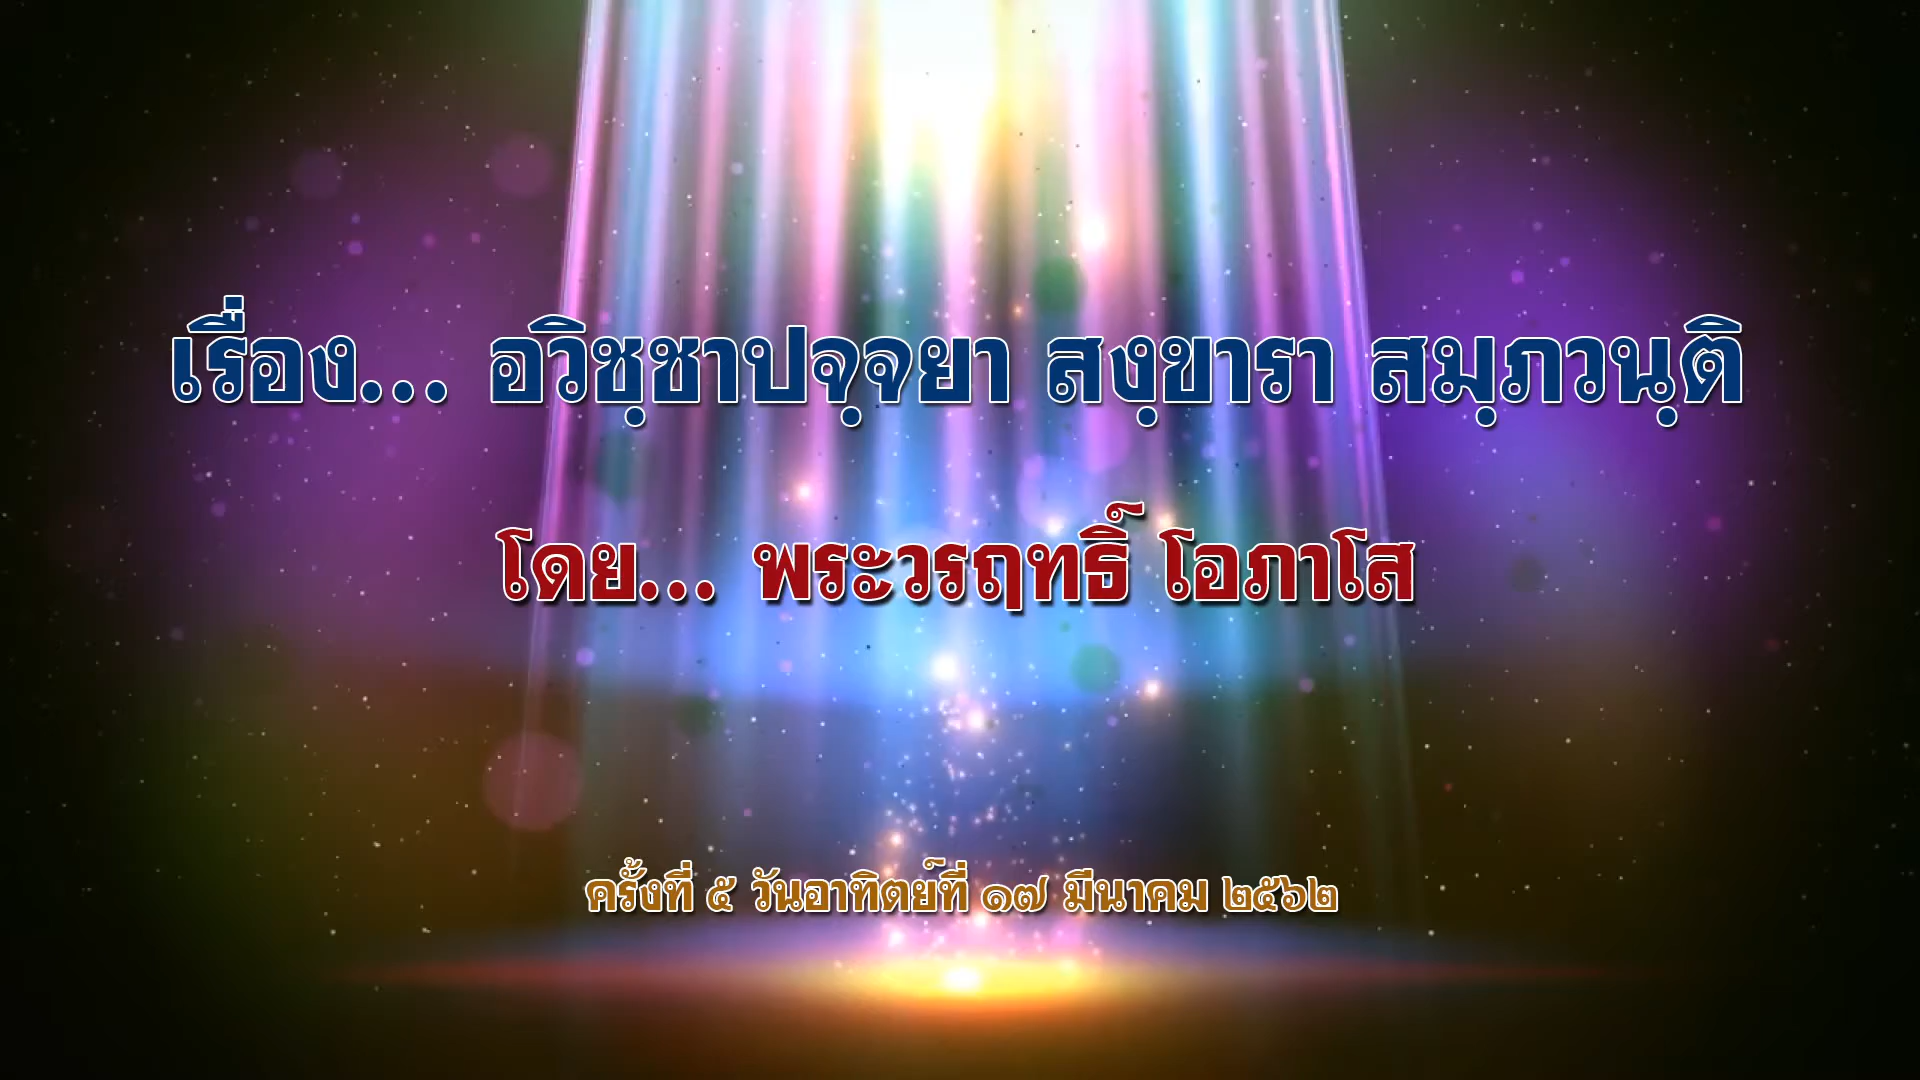 เรื่อง... อวิชฺชาปจฺจยา สงฺขารา สมฺภวนฺติ
โดย... พระวรฤทธิ์ โอภาโส
ครั้งที่ ๕ วันอาทิตย์ที่ ๑๗ มีนาคม ๒๕๖๒